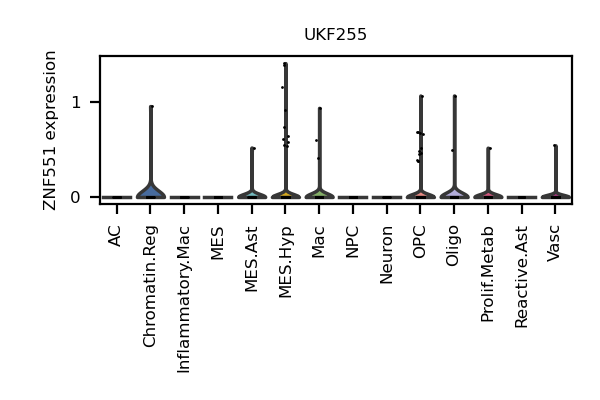 UKF255
ZNF551 expression
1
0
AC
Chromatin.Reg
Inflammatory.Mac
MES
MES.Ast
MES.Hyp
Mac
NPC
Neuron
OPC
Oligo
Prolif.Metab
Reactive.Ast
Vasc